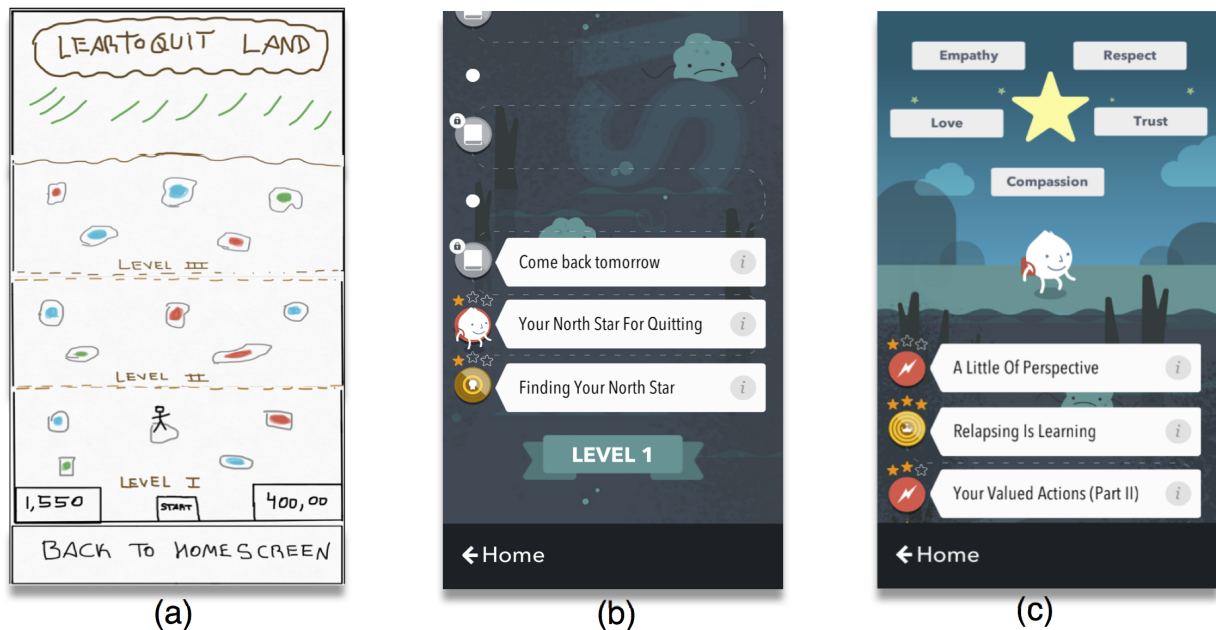 LEARTOQUIT LAND
LEVEL III
LEVEL II
LEVEL I
1,550
START
400,00
BACK TO HOMESCREEN
(a)
Come back tomorrow
i
Your North Star For Quitting
i
Finding Your North Star
i
LEVEL 1
Home
(b)
Empathy
Respect
Love
Trust
Compassion
A Little Of Perspective
i
Relapsing Is Learning
i
Your Valued Actions (Part II)
i
Home
(c)